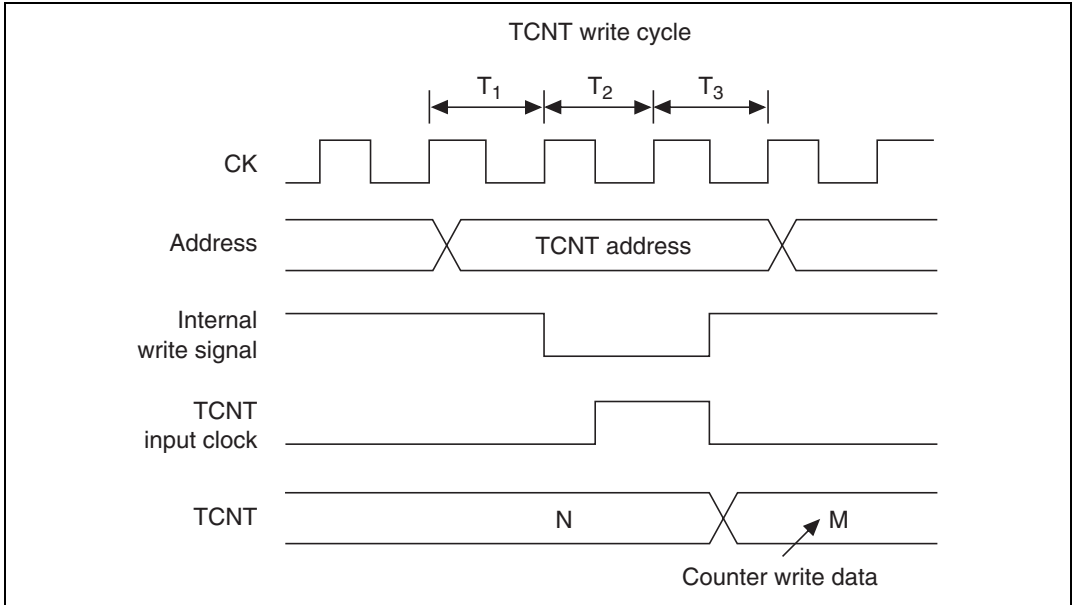 TCNT write cycle
T1 T2 T3
CK
Address
TCNT address
Internal
write signal
TCNT
input clock
TCNT
N
M
Counter write data